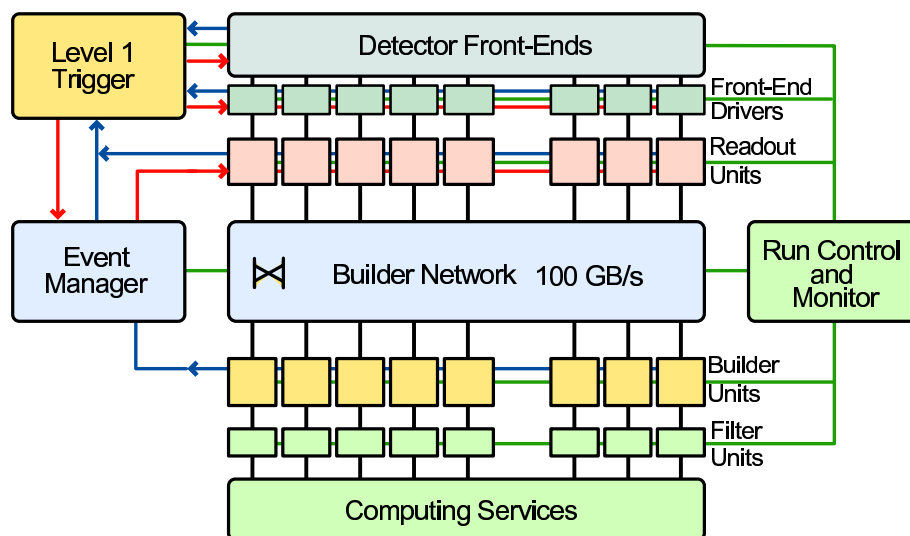 Level 1
Trigger
Detector Front-Ends
Front-End
Drivers
Readout
Units
Event
Manager
Builder Network 100 GB/s
Run Control
and
Monitor
Builder
Units
Filter
Units
Computing Services